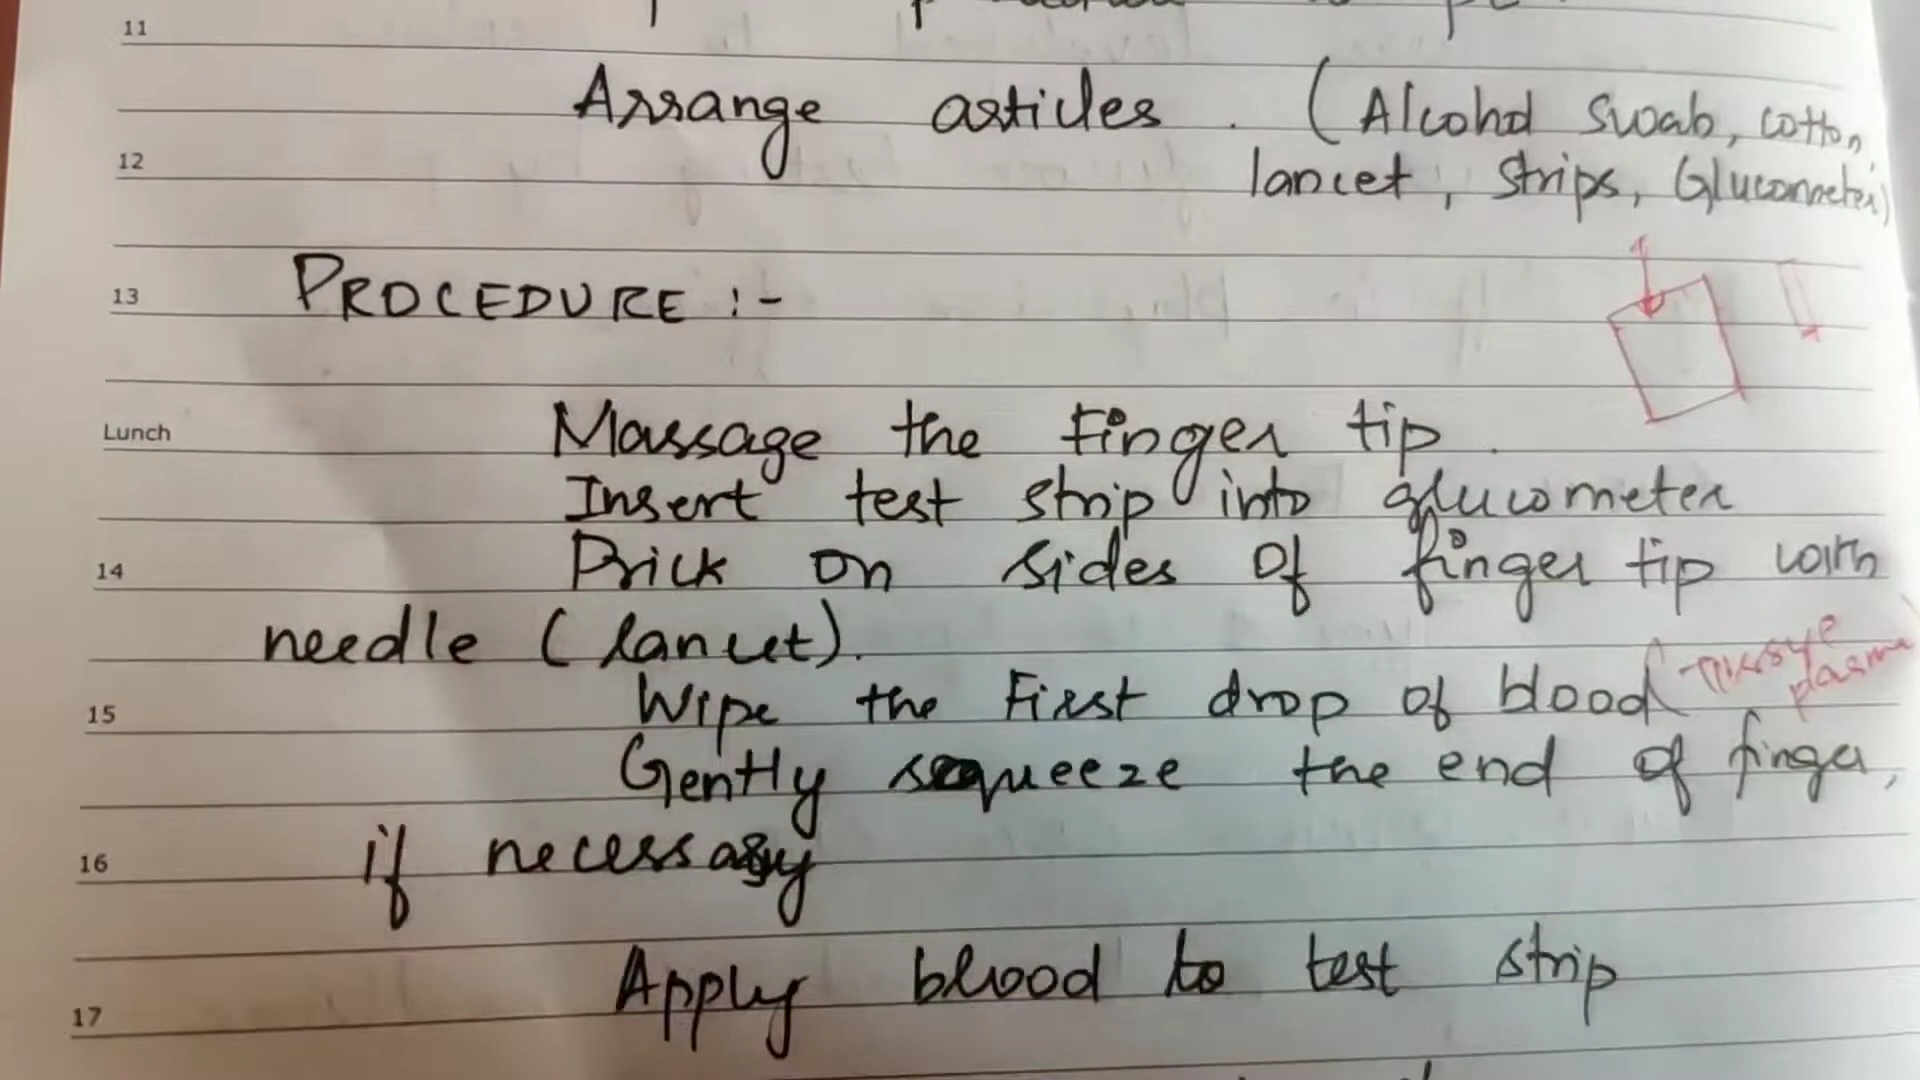 11
Arrange articles. (Alcohol swab, cotton,
12
lancet, strips, Glucometer)
13 PROCEDURE :-
Lunch
Massage the finger tip.
Insert test strip into glucometer
14 Prick on sides of finger tip with
needle (lancet).
tissue
plasma
15 Wipe the First drop of blood
Gently squeeze the end of finger,
16 if necessary
Apply blood to test strip
17